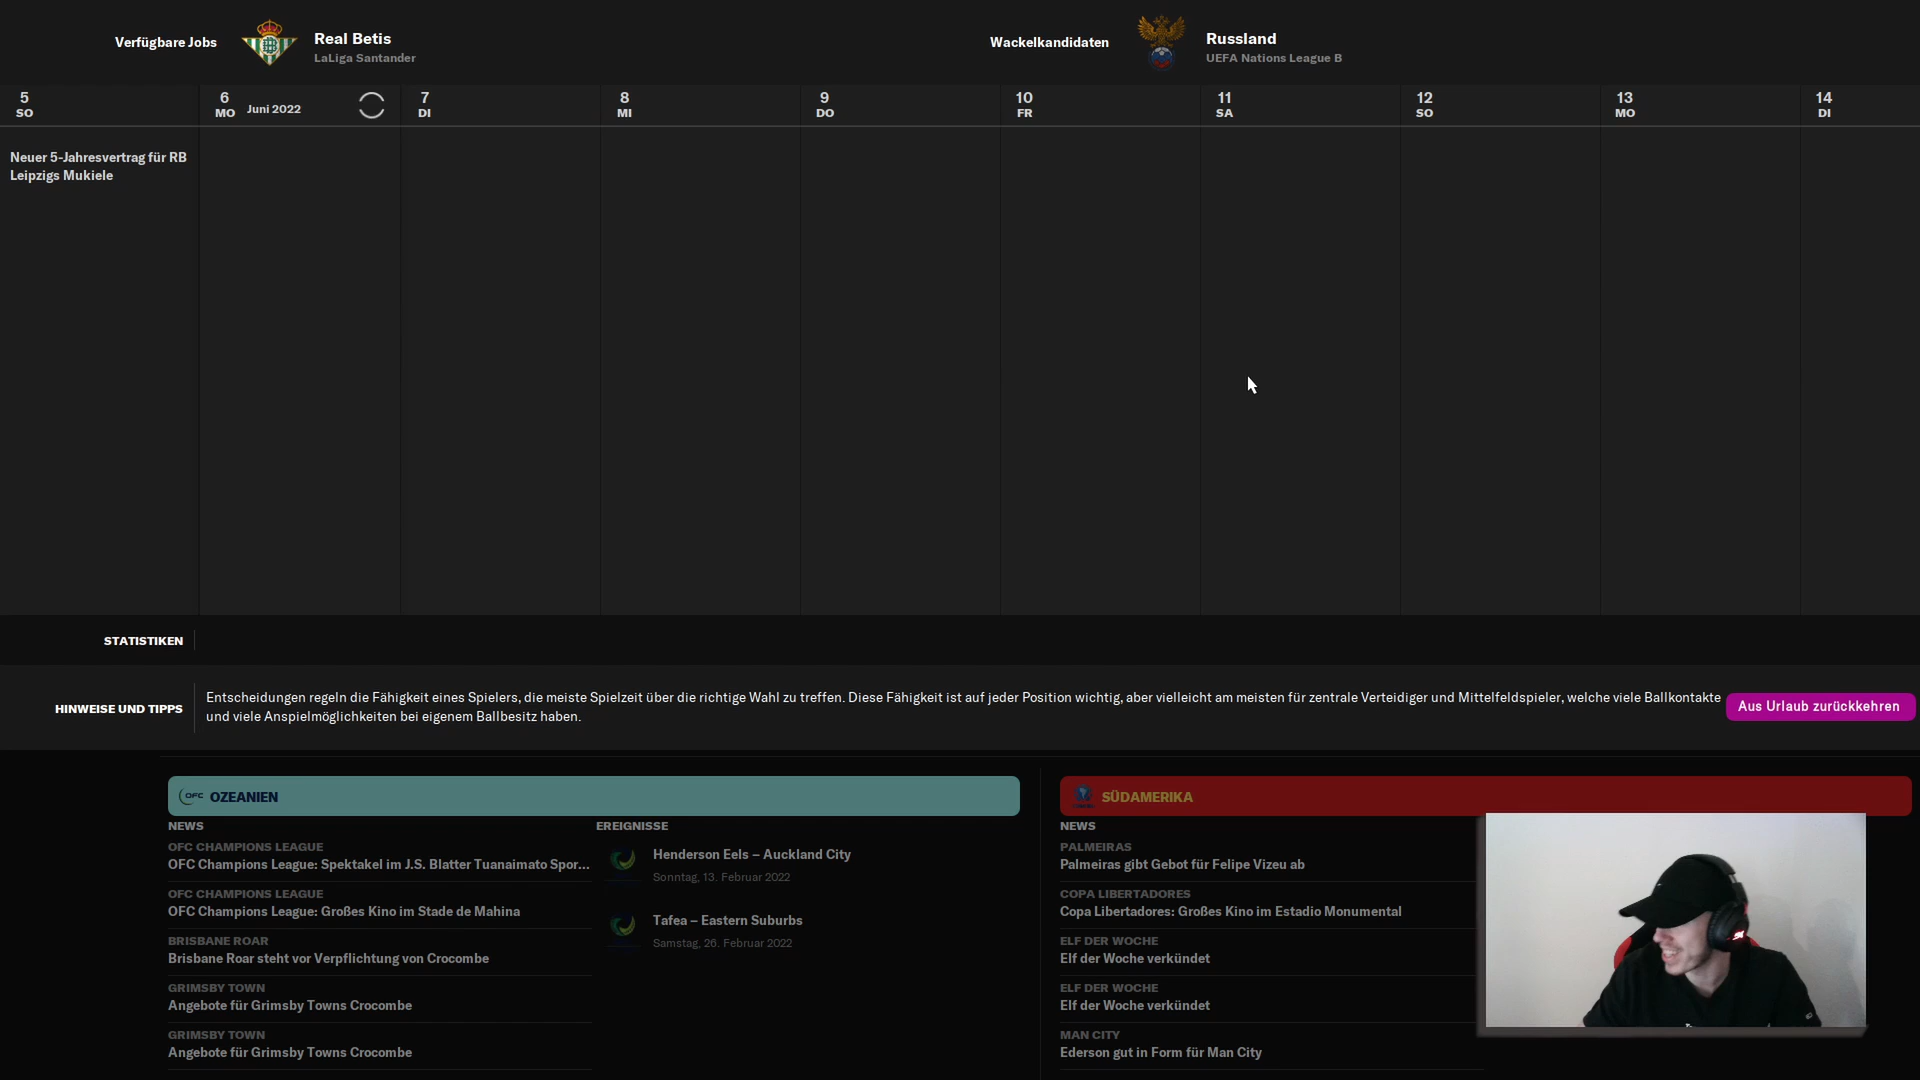 Verfügbare Jobs
Real Betis
LaLiga Santander
Wackelkandidaten
Russland
UEFA Nations League B
5
SO
6
MO
Juni 2022
7
DI
8
MI
9
DO
10
FR
11
SA
12
SO
13
MO
14
DI
Neuer 5-Jahresvertrag für RB
Leipzigs Mukiele
STATISTIKEN
HINWEISE UND TIPPS
Entscheidungen regeln die Fähigkeit eines Spielers, die meiste Spielzeit über die richtige Wahl zu treffen. Diese Fähigkeit ist auf jeder Position wichtig, aber vielleicht am meisten für zentrale Verteidiger und Mittelfeldspieler, welche viele Ballkontakte
und viele Anspielmöglichkeiten bei eigenem Ballbesitz haben.
Aus Urlaub zurückkehren
OFC OZEANIEN
NEWS
OFC CHAMPIONS LEAGUE
OFC Champions League: Spektakel im J.S. Blatter Tuanaimato Spor...
OFC CHAMPIONS LEAGUE
OFC Champions League: Großes Kino im Stade de Mahina
BRISBANE ROAR
Brisbane Roar steht vor Verpflichtung von Crocombe
GRIMSBY TOWN
Angebote für Grimsby Towns Crocombe
GRIMSBY TOWN
Angebote für Grimsby Towns Crocombe
EREIGNISSE
Henderson Eels – Auckland City
Sonntag, 13. Februar 2022
Tafea – Eastern Suburbs
Samstag, 26. Februar 2022
SÜDAMERIKA
NEWS
PALMEIRAS
Palmeiras gibt Gebot für Felipe Vizeu ab
COPA LIBERTADORES
Copa Libertadores: Großes Kino im Estadio Monumental
ELF DER WOCHE
Elf der Woche verkündet
ELF DER WOCHE
Elf der Woche verkündet
MAN CITY
Ederson gut in Form für Man City